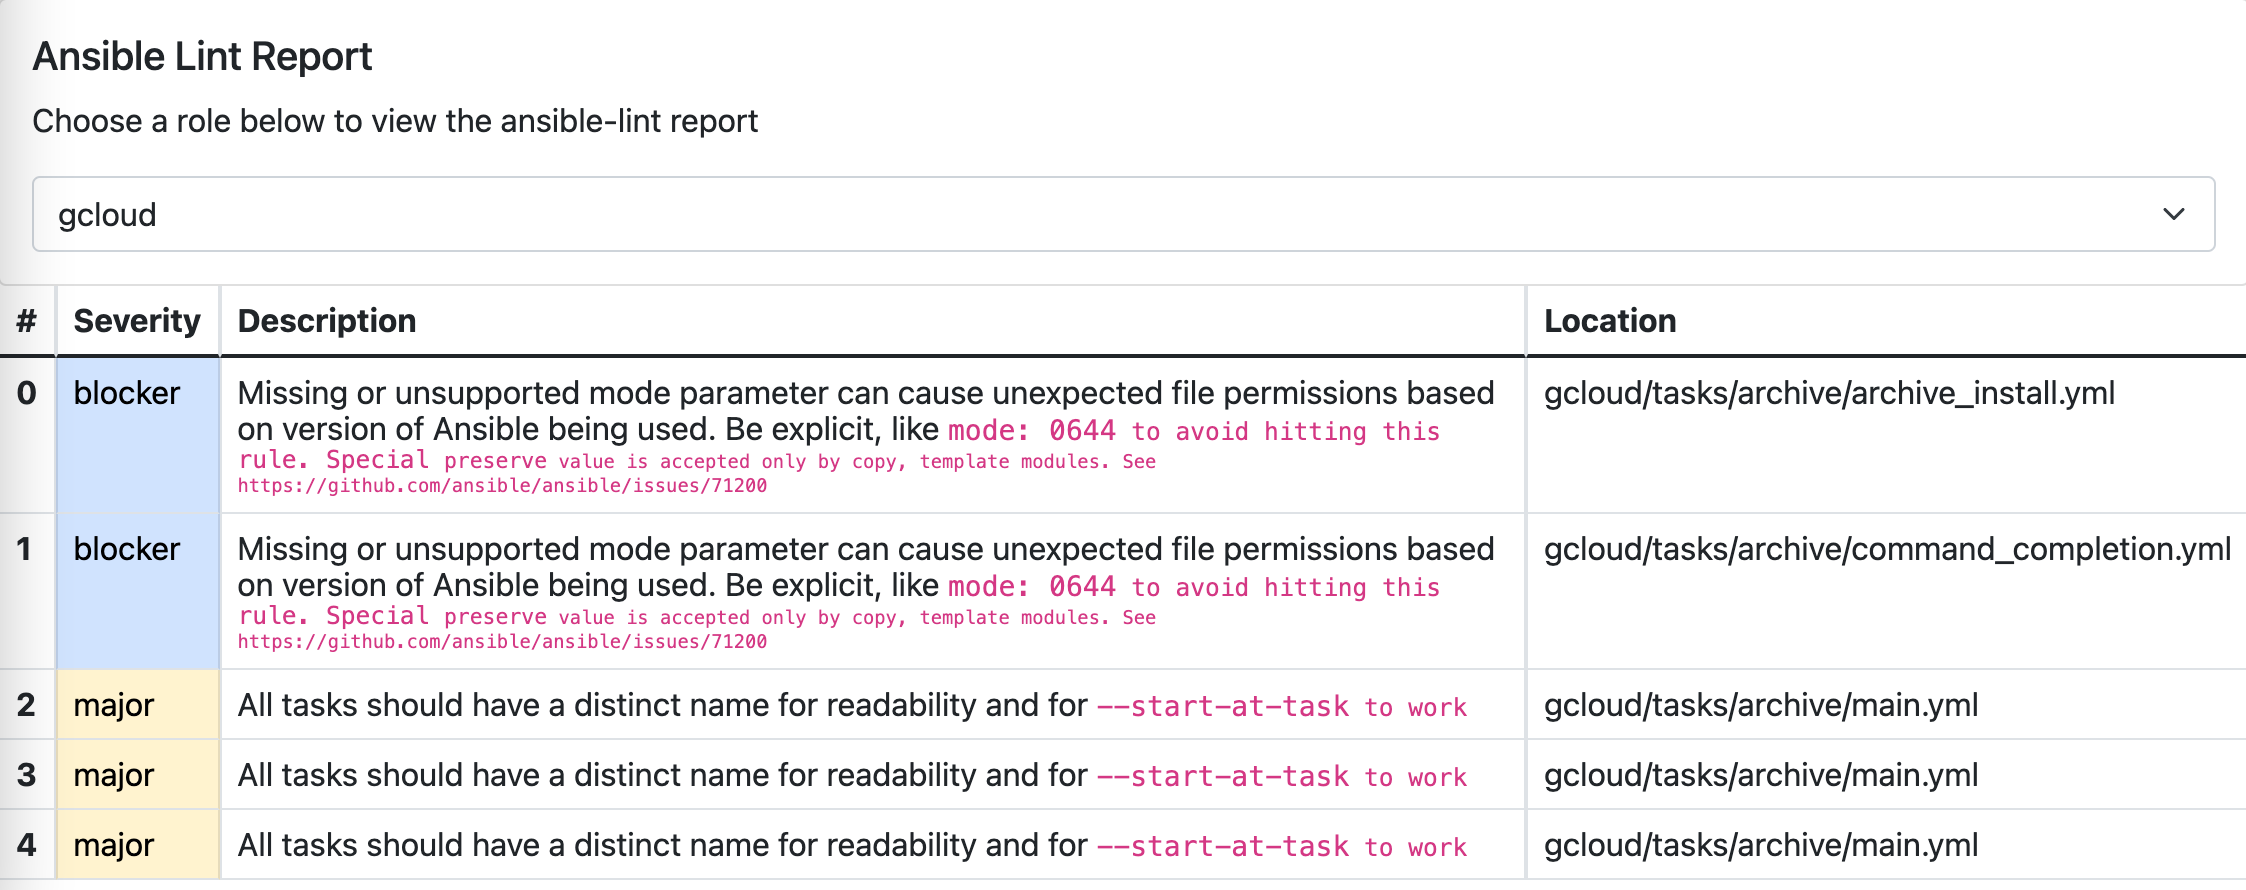 Ansible Lint Report
Choose a role below to view the ansible-lint report
gcloud
# Severity Description Location
0 blocker Missing or unsupported mode parameter can cause unexpected file permissions based gcloud/tasks/archive/archive_install.yml
on version of Ansible being used. Be explicit, like mode: 0644 to avoid hitting this
rule. Special preserve value is accepted only by copy, template modules. See
https://github.com/ansible/ansible/issues/71200
1 blocker Missing or unsupported mode parameter can cause unexpected file permissions based gcloud/tasks/archive/command_completion.yml
on version of Ansible being used. Be explicit, like mode: 0644 to avoid hitting this
rule. Special preserve value is accepted only by copy, template modules. See
https://github.com/ansible/ansible/issues/71200
2 major All tasks should have a distinct name for readability and for --start-at-task to work gcloud/tasks/archive/main.yml
3 major All tasks should have a distinct name for readability and for --start-at-task to work gcloud/tasks/archive/main.yml
4 major All tasks should have a distinct name for readability and for --start-at-task to work gcloud/tasks/archive/main.yml